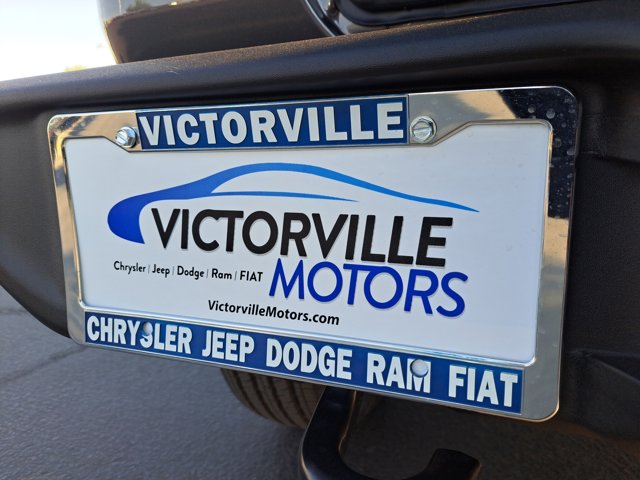 VICTORVILLE
VICTORVILLE
Chrysler | Jeep | Dodge | Ram | FIAT
MOTORS
VictorvilleMotors.com
CHRYSLER JEEP DODGE RAM FIAT